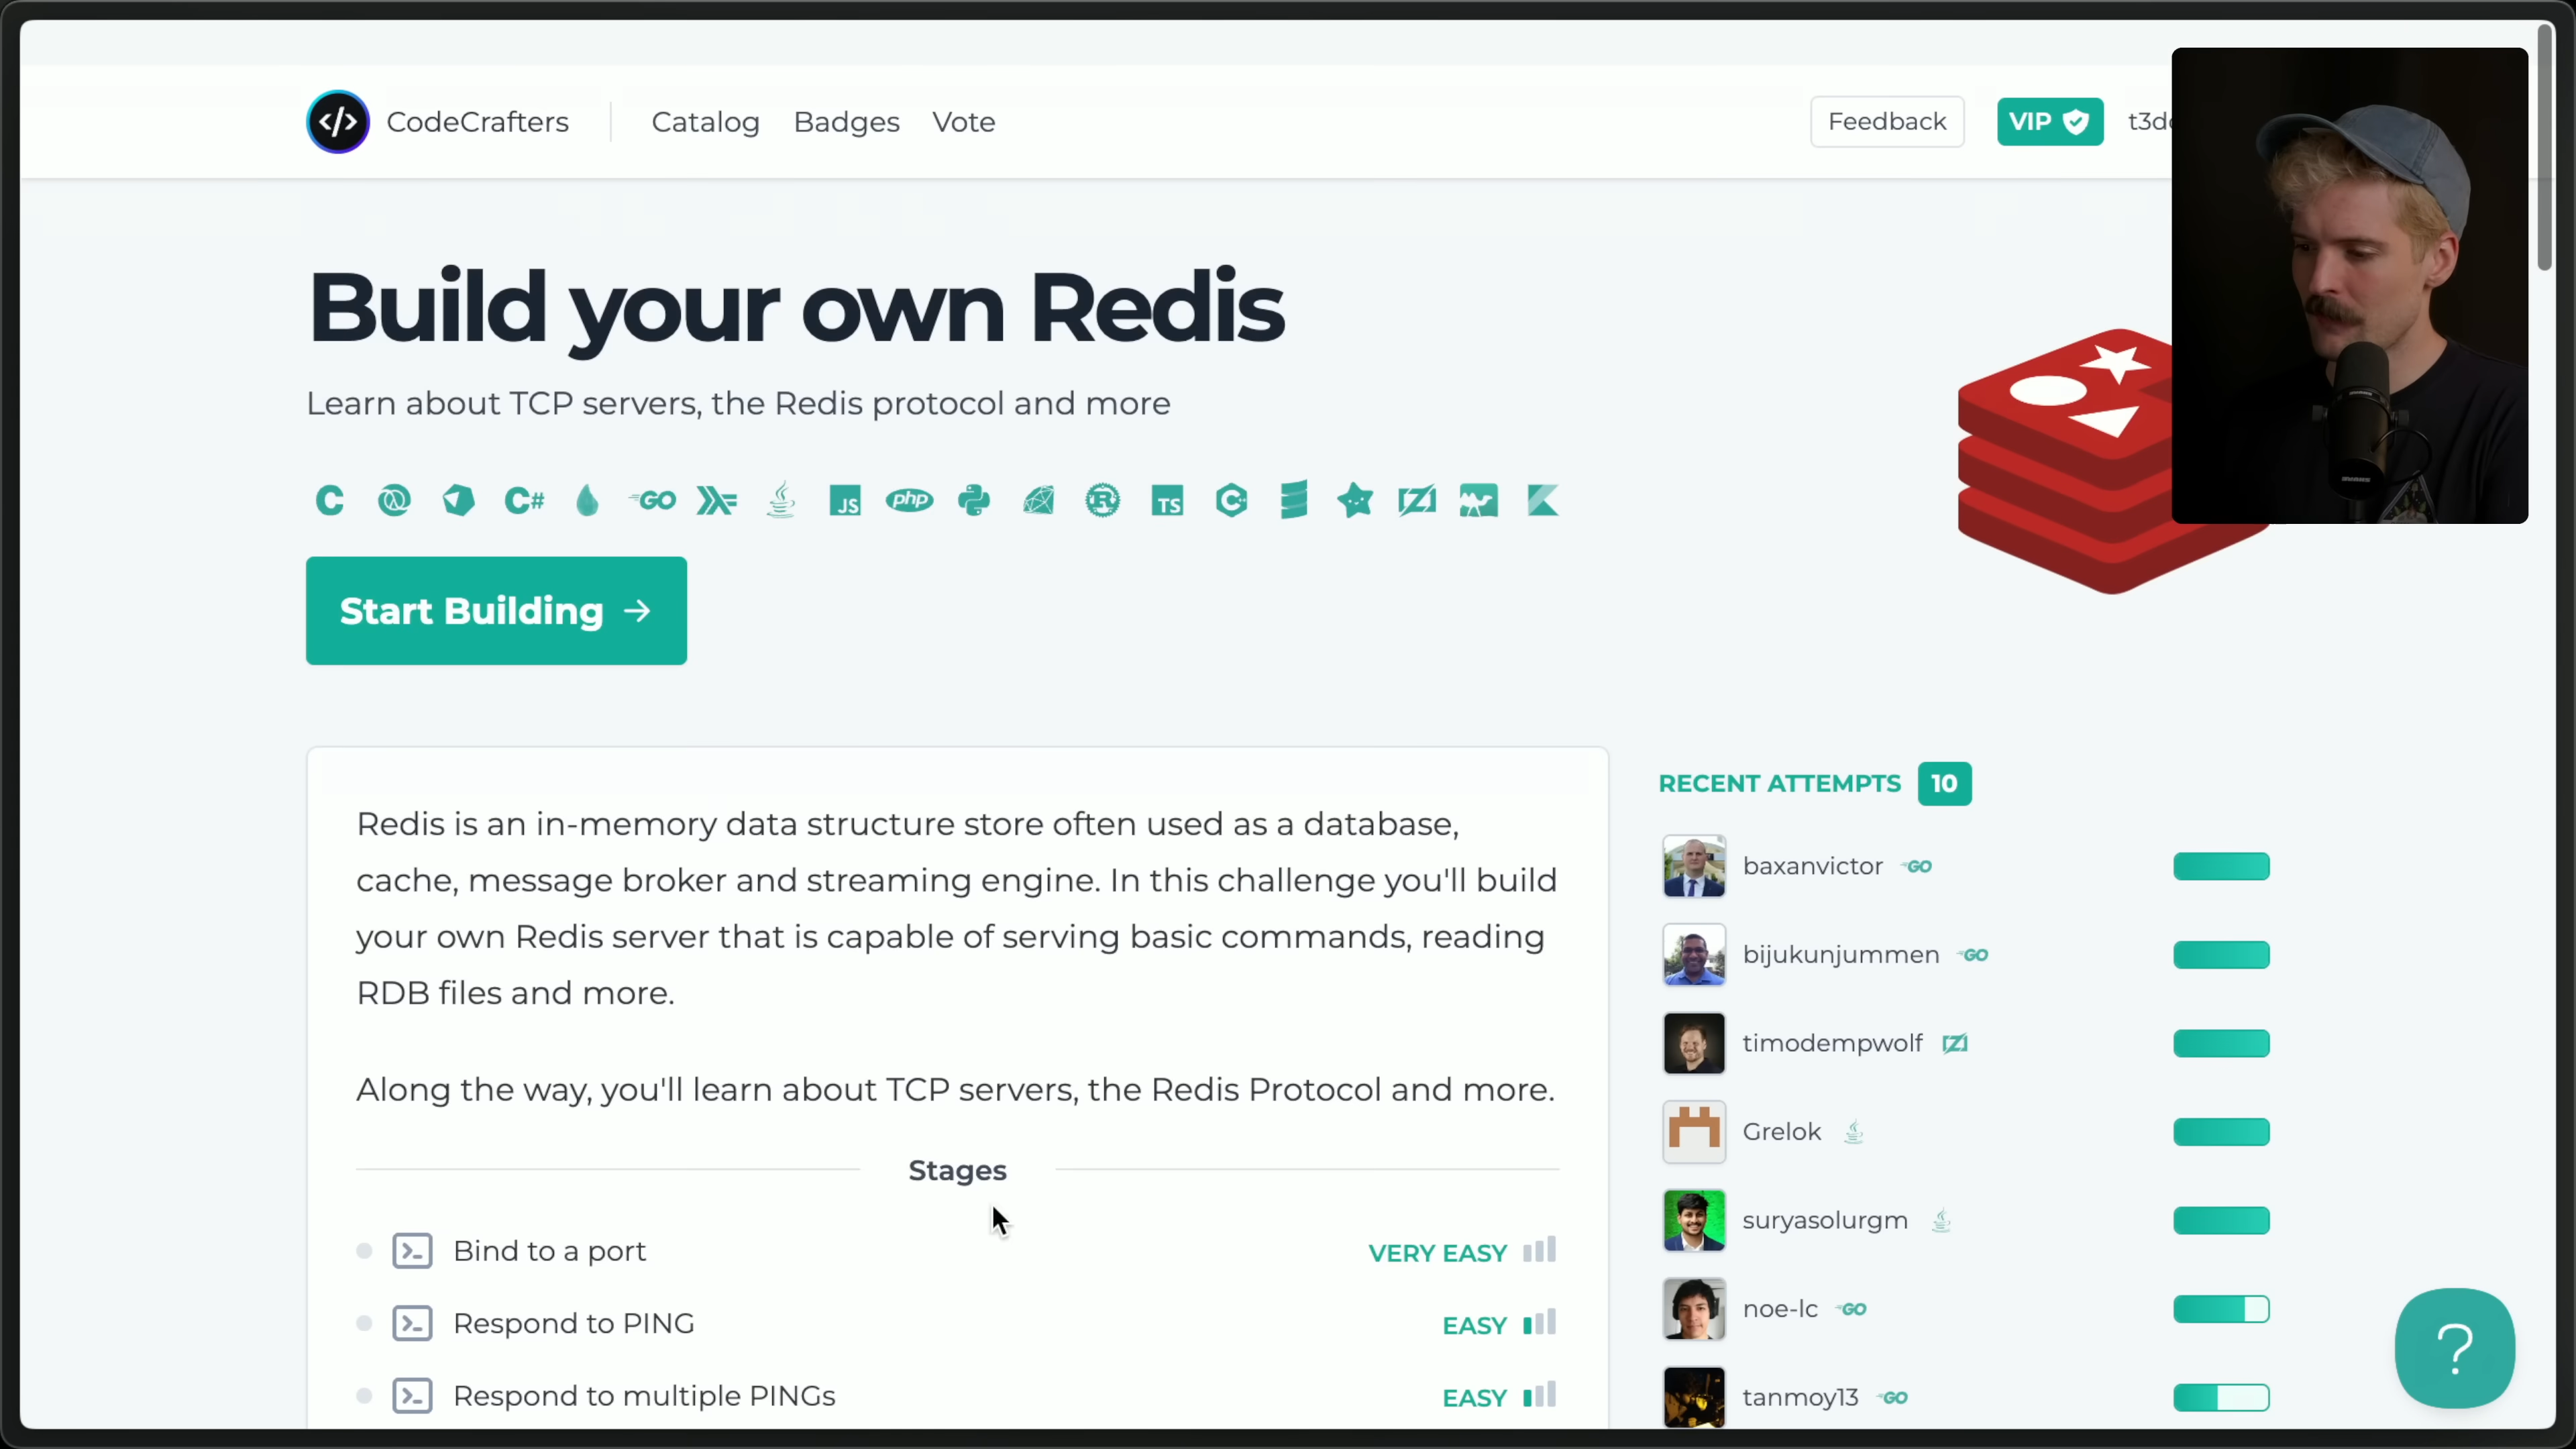 </> CodeCrafters
Catalog
Badges
Vote
Feedback
VIP
Build your own Redis
Learn about TCP servers, the Redis protocol and more
C C# GO JS php R TS C
Start Building →
Redis is an in-memory data structure store often used as a database,
cache, message broker and streaming engine. In this challenge you'll build
your own Redis server that is capable of serving basic commands, reading
RDB files and more.
Along the way, you'll learn about TCP servers, the Redis Protocol and more.
Stages
Bind to a port
VERY EASY
Respond to PING
EASY
Respond to multiple PINGs
EASY
RECENT ATTEMPTS 10
baxanvictor GO
bijukunjummen GO
timodempwolf
Grelok
suryasolurgm
noe-lc GO
tanmoy13 GO
?